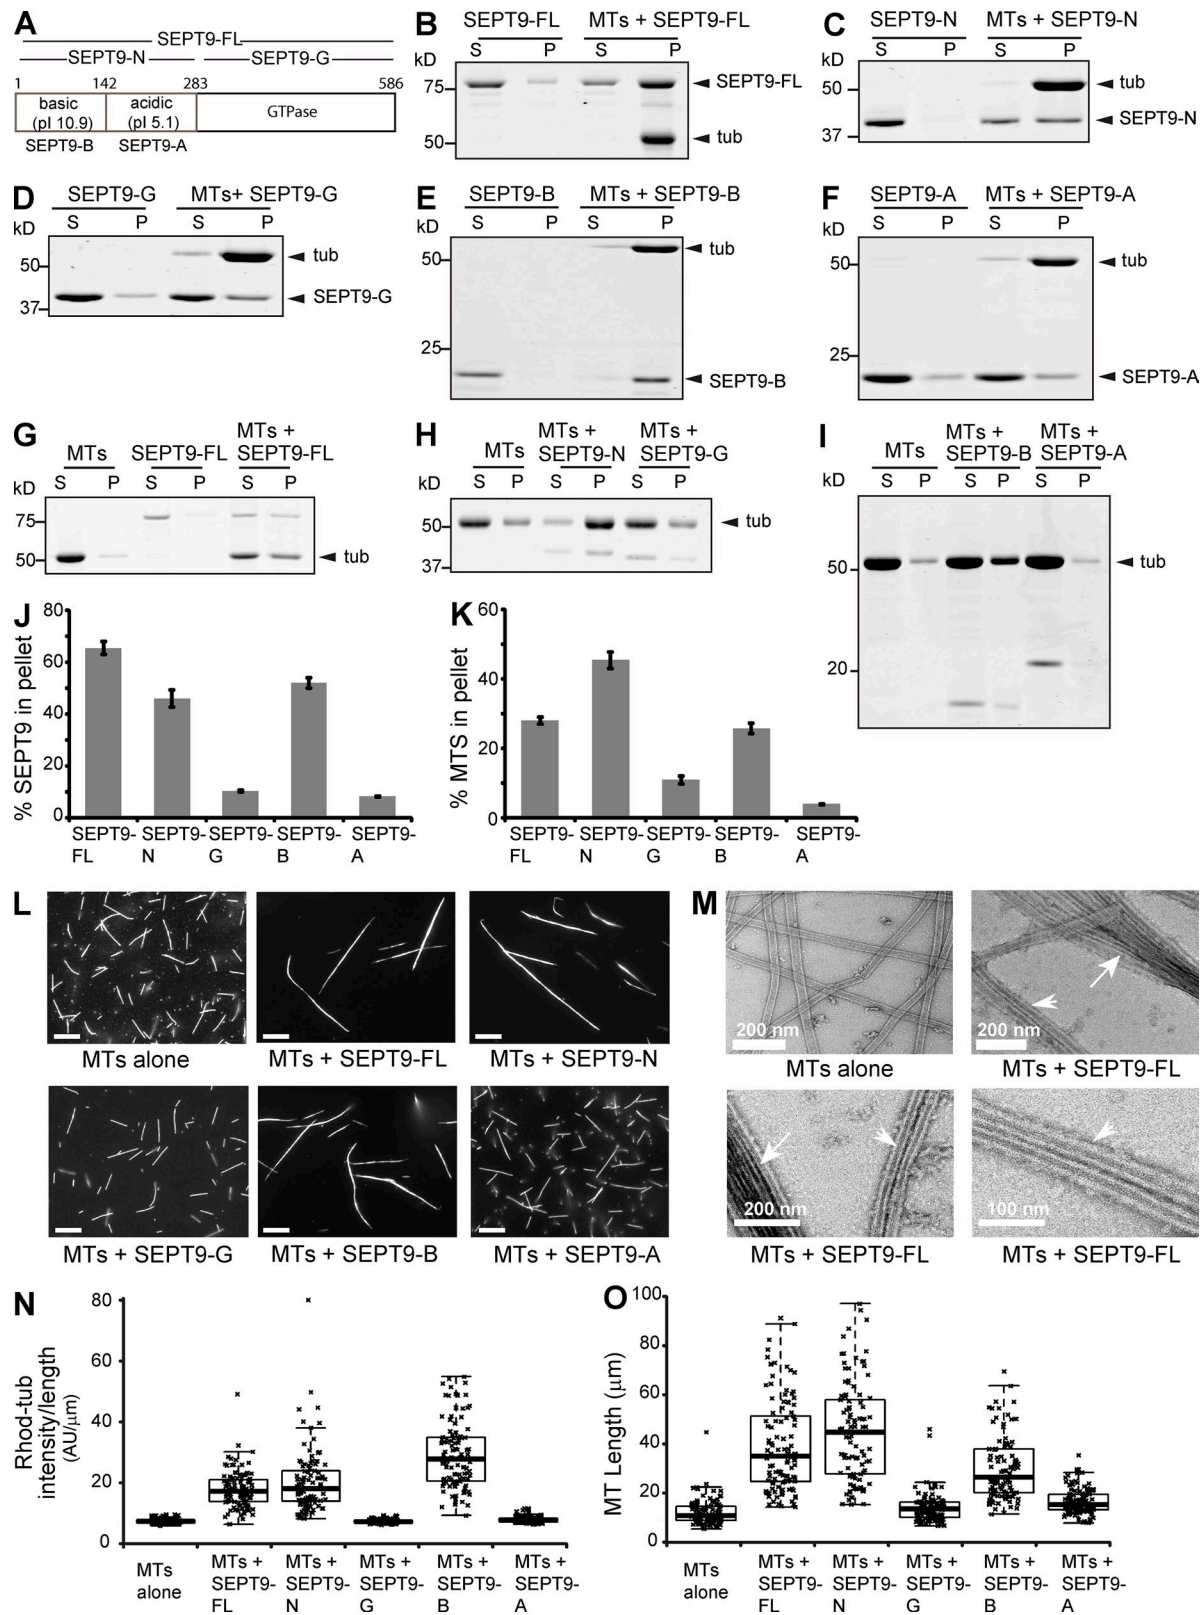 A
SEPT9-FL
SEPT9-N SEPT9-G
1 142 283 586
basic (pI 10.9)
acidic (pI 5.1)
GTPase
SEPT9-B SEPT9-A
B
SEPT9-FL MTs + SEPT9-FL
kD S P S P
75
SEPT9-FL
50
tub
C
SEPT9-N MTs + SEPT9-N
kD S P S P
50
tub
SEPT9-N
37
D
SEPT9-G MTs+ SEPT9-G
kD S P S P
tub
50
SEPT9-G
37
E
SEPT9-B MTs + SEPT9-B
kD S P S P
tub
50
25
SEPT9-B
F
SEPT9-A MTs + SEPT9-A
kD S P S P
50
tub
25
SEPT9-A
G
MTs SEPT9-FL MTs + SEPT9-FL
kD S P S P S P
75
50
tub
H
MTs MTs + SEPT9-N MTs + SEPT9-G
kD S P S P S P
50
tub
37
I
MTs MTs + SEPT9-B MTs + SEPT9-A
kD S P S P S P
50
tub
20
J
% SEPT9 in pellet
80
60
40
20
0
SEPT9-FL SEPT9-N SEPT9-G SEPT9-B SEPT9-A
K
% MTS in pellet
60
40
20
0
SEPT9-FL SEPT9-N SEPT9-G SEPT9-B SEPT9-A
L
MTs alone
MTs + SEPT9-FL
MTs + SEPT9-N
MTs + SEPT9-G
MTs + SEPT9-B
MTs + SEPT9-A
M
200 nm
200 nm
MTs alone
MTs + SEPT9-FL
200 nm
100 nm
MTs + SEPT9-FL
MTs + SEPT9-FL
N
Rhod-tub
intensity/length
(AU/µm)
80
60
40
20
0
MTs alone
MTs + SEPT9-FL
MTs + SEPT9-N
MTs + SEPT9-G
MTs + SEPT9-B
MTs + SEPT9-A
O
MT Length (µm)
100
80
60
40
20
0
MTs alone
MTs + SEPT9-FL
MTs + SEPT9-N
MTs + SEPT9-G
MTs + SEPT9-B
MTs + SEPT9-A